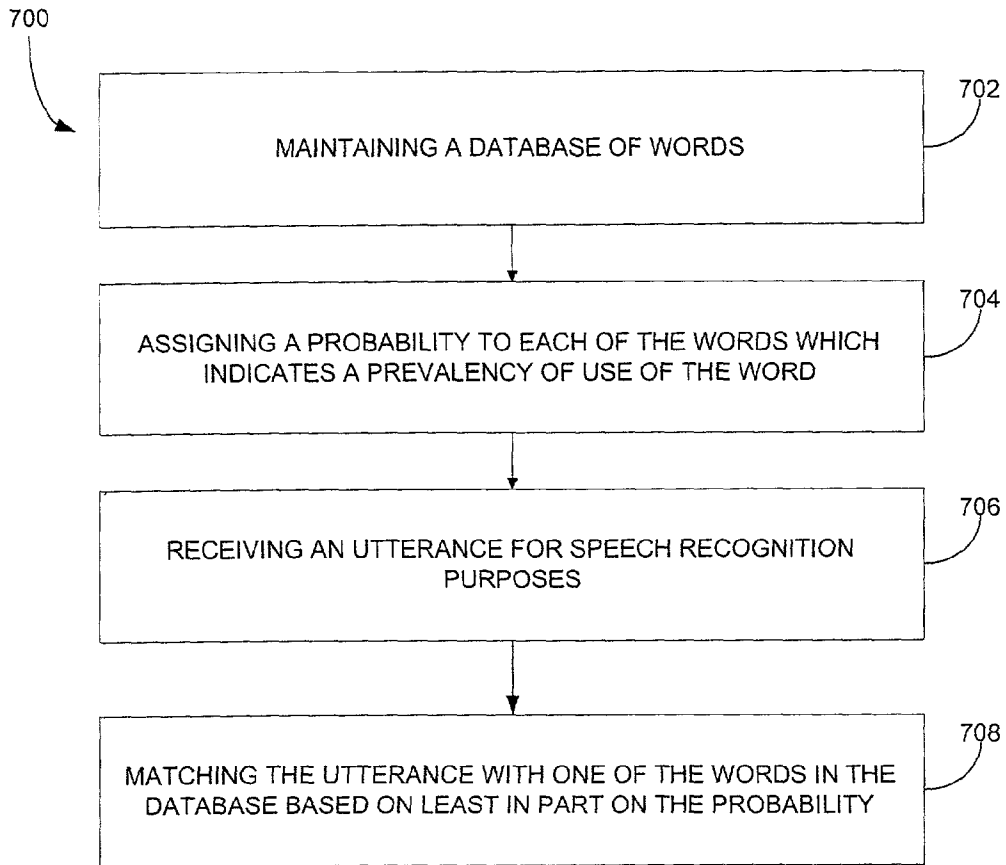 700
702
MAINTAINING A DATABASE OF WORDS
704
ASSIGNING A PROBABILITY TO EACH OF THE WORDS WHICH
INDICATES A PREVALENCY OF USE OF THE WORD
706
RECEIVING AN UTTERANCE FOR SPEECH RECOGNITION
PURPOSES
708
MATCHING THE UTTERANCE WITH ONE OF THE WORDS IN THE
DATABASE BASED ON LEAST IN PART ON THE PROBABILITY